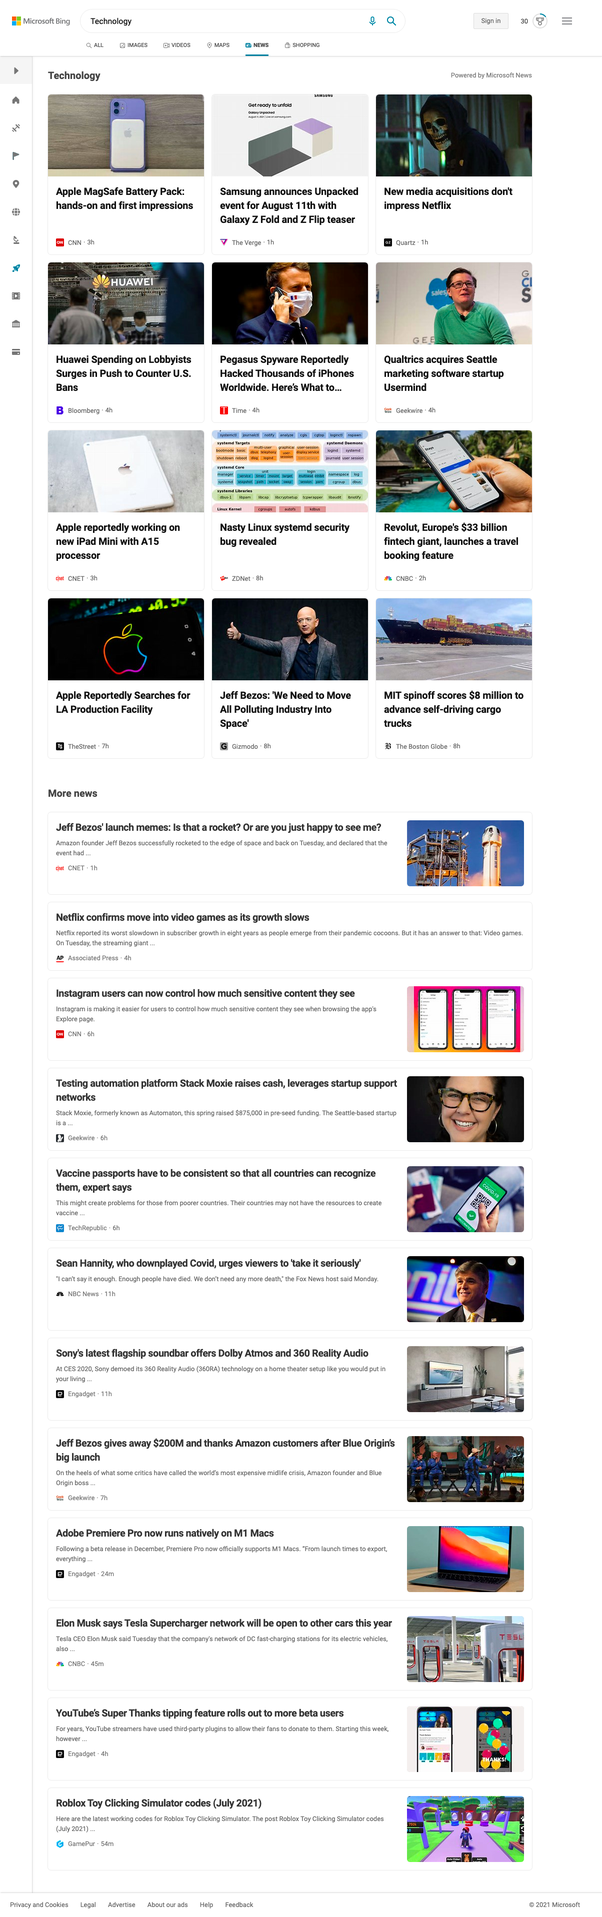 Microsoft Bing
Technology
Sign in
30
ALL
IMAGES
VIDEOS
MAPS
NEWS
SHOPPING
Technology
Powered by Microsoft News
SAMSUNG
Get ready to unfold
Galaxy Unpacked
Apple MagSafe Battery Pack:
hands-on and first impressions
CNN · 3h
Samsung announces Unpacked
event for August 11th with
Galaxy Z Fold and Z Flip teaser
The Verge · 1h
New media acquisitions don't
impress Netflix
Quartz · 1h
HUAWEI
Huawei Spending on Lobbyists
Surges in Push to Counter U.S.
Bans
Bloomberg · 4h
Pegasus Spyware Reportedly
Hacked Thousands of iPhones
Worldwide. Here's What to...
Time · 4h
Qualtrics acquires Seattle
marketing software startup
Usermind
Geekwire · 4h
Apple reportedly working on
new iPad Mini with A15
processor
CNET · 3h
systemd Targets
systemd Core
systemd Libraries
Linux Kernel
Nasty Linux systemd security
bug revealed
ZDNet · 8h
Revolut, Europe's $33 billion
fintech giant, launches a travel
booking feature
CNBC · 2h
Apple Reportedly Searches for
LA Production Facility
TheStreet · 7h
Jeff Bezos: 'We Need to Move
All Polluting Industry Into
Space'
Gizmodo · 8h
MIT spinoff scores $8 million to
advance self-driving cargo
trucks
The Boston Globe · 8h
More news
Jeff Bezos' launch memes: Is that a rocket? Or are you just happy to see me?
Amazon founder Jeff Bezos successfully rocketed to the edge of space and back on Tuesday, and declared that the
event had ...
CNET · 1h
Netflix confirms move into video games as its growth slows
Netflix reported its worst slowdown in subscriber growth in eight years as people emerge from their pandemic cocoons. But it has an answer to that: Video games.
On Tuesday, the streaming giant ...
AP Associated Press · 4h
Instagram users can now control how much sensitive content they see
Instagram is making it easier for users to control how much sensitive content they see when browsing the app's
Explore page.
CNN · 6h
Testing automation platform Stack Moxie raises cash, leverages startup support
networks
Stack Moxie, formerly known as Automaton, this spring raised $875,000 in pre-seed funding. The Seattle-based startup
is a ...
Geekwire · 6h
Vaccine passports have to be consistent so that all countries can recognize
them, expert says
This might create problems for those from poorer countries. Their countries may not have the resources to create
vaccine ...
TechRepublic · 6h
Sean Hannity, who downplayed Covid, urges viewers to 'take it seriously'
"I can't say it enough. Enough people have died. We don't need any more death," the Fox News host said Monday.
NBC News · 11h
Sony's latest flagship soundbar offers Dolby Atmos and 360 Reality Audio
At CES 2020, Sony demoed its 360 Reality Audio (360RA) technology on a home theater setup like you would put in
your living ...
Engadget · 11h
Jeff Bezos gives away $200M and thanks Amazon customers after Blue Origin's
big launch
On the heels of what some critics have called the world's most expensive midlife crisis, Amazon founder and Blue
Origin boss ...
Geekwire · 7h
Adobe Premiere Pro now runs natively on M1 Macs
Following a beta release in December, Premiere Pro now officially supports M1 Macs. "From launch times to export,
everything ...
Engadget · 24m
Elon Musk says Tesla Supercharger network will be open to other cars this year
Tesla CEO Elon Musk said Tuesday that the company's network of DC fast-charging stations for its electric vehicles,
also ...
CNBC · 45m
TESL
YouTube's Super Thanks tipping feature rolls out to more beta users
For years, YouTube streamers have used third-party plugins to allow their fans to donate to them. Starting this week,
however ...
Engadget · 4h
THANKS!
Roblox Toy Clicking Simulator codes (July 2021)
Here are the latest working codes for Roblox Toy Clicking Simulator. The post Roblox Toy Clicking Simulator codes
(July 2021) ...
GamePur · 54m
Privacy and Cookies
Legal
Advertise
About our ads
Help
Feedback
© 2021 Microsoft